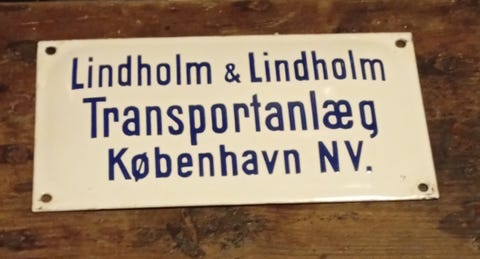 Lindholm & Lindholm
Transportanlæg
København NV.